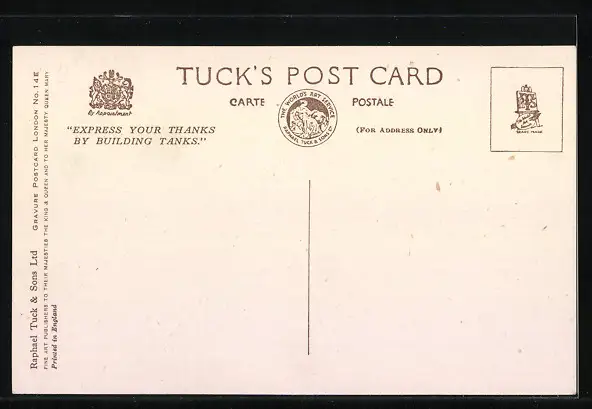 TUCK'S POST CARD
CARTE POSTALE
By Appointment
THE WORLD'S ART SERVICE
RAPHAEL TUCK & SONS LTD
(FOR ADDRESS ONLY)
TRADE MARK
"EXPRESS YOUR THANKS
BY BUILDING TANKS."
Raphael Tuck & Sons Ltd GRAVURE POSTCARD LONDON No. 14E
FINE ART PUBLISHERS TO THEIR MAJESTIES THE KING & QUEEN AND TO HER MAJESTY QUEEN MARY
Printed in England